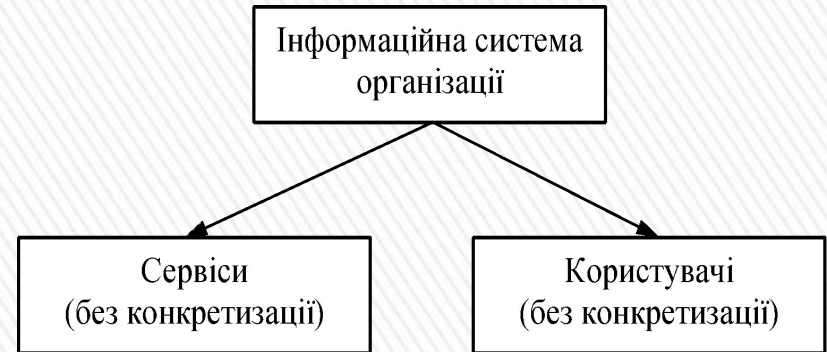 Інформаційна система
організації
Сервіси
(без конкретизації)
Користувачі
(без конкретизації)